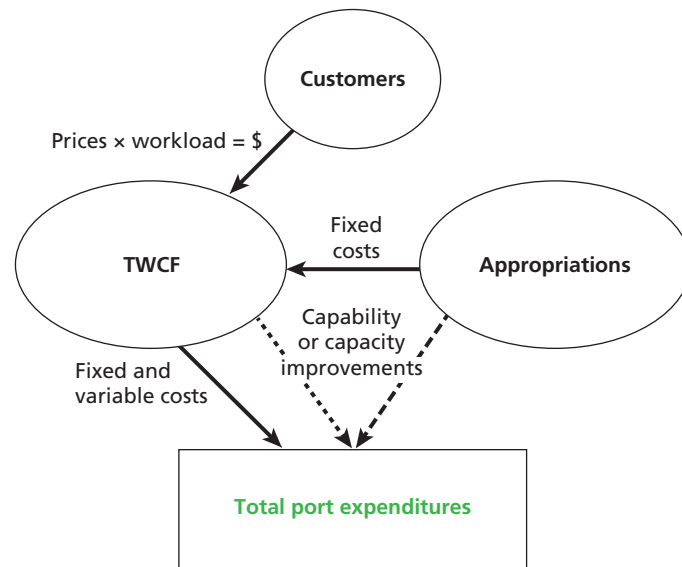 Customers
Prices × workload = $
Fixed
costs
TWCF
Appropriations
Capability
or capacity
improvements
Fixed and
variable costs
Total port expenditures